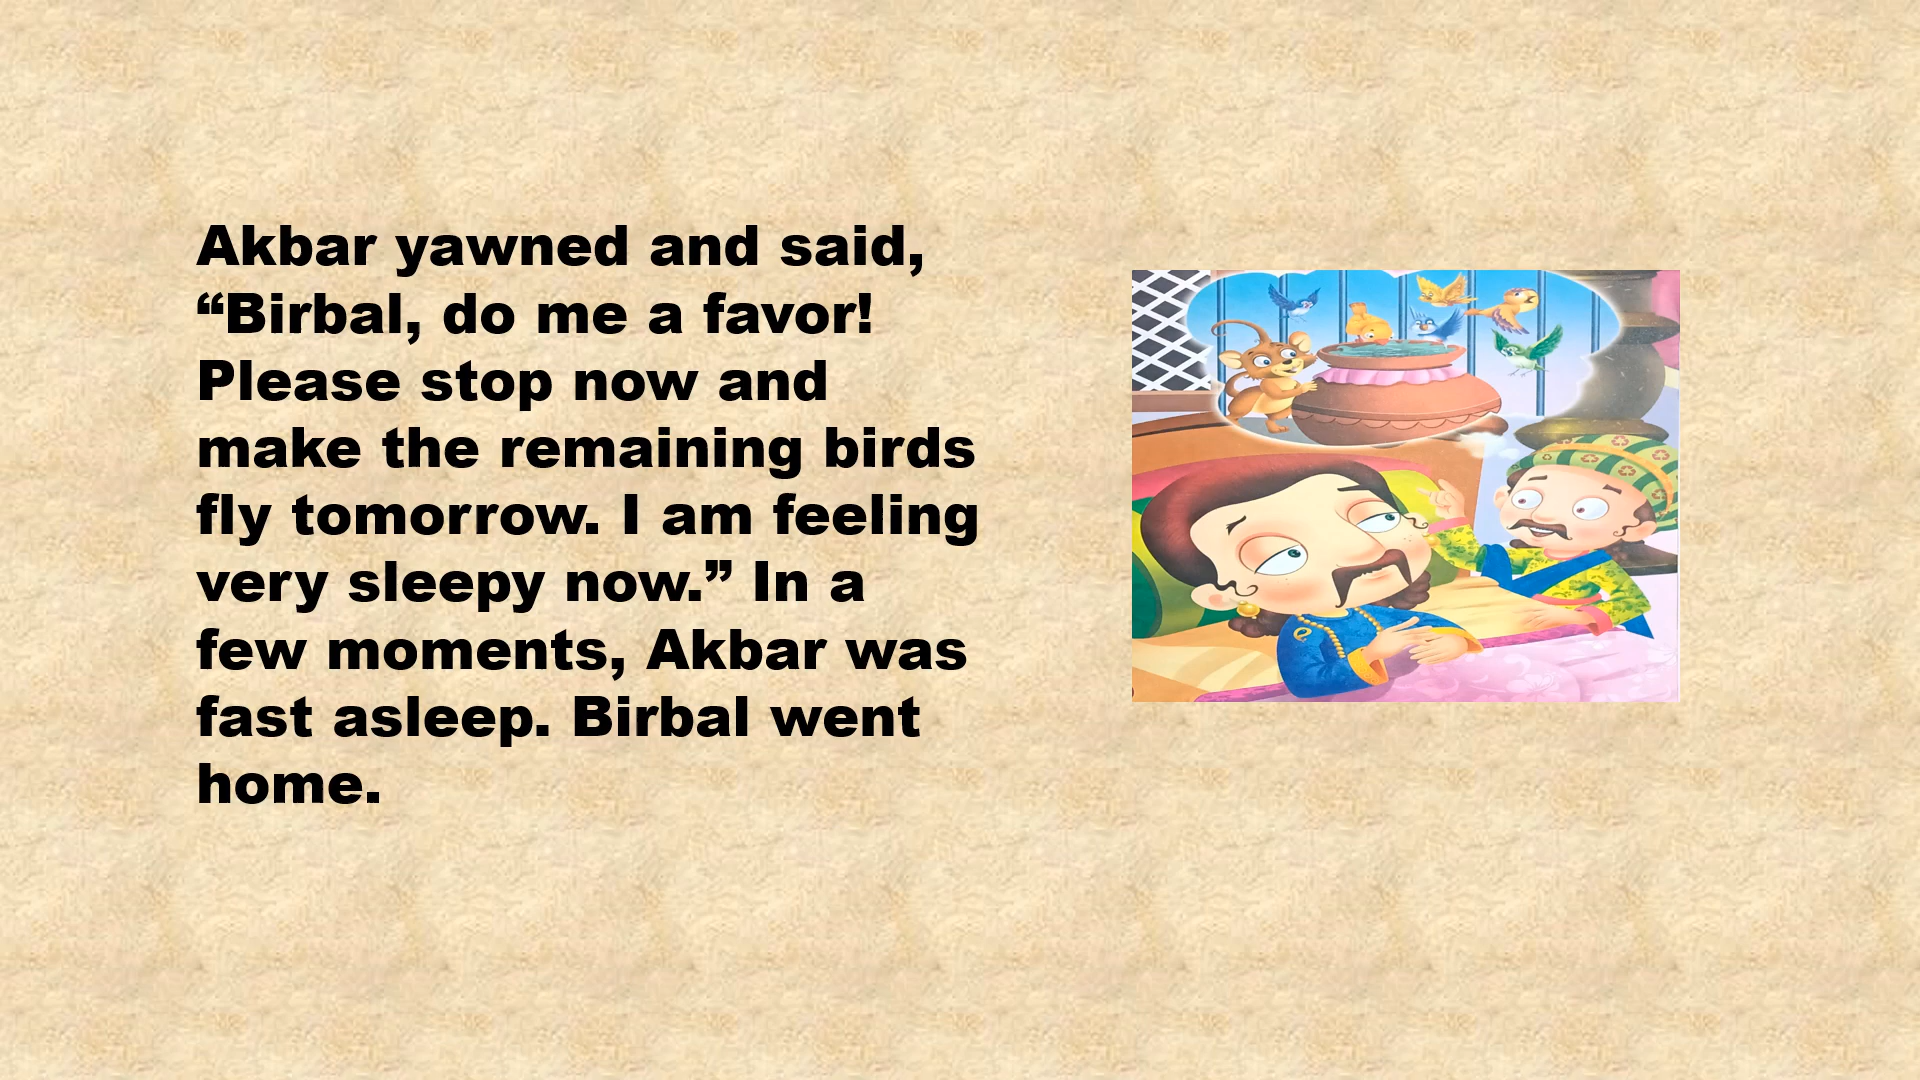 Akbar yawned and said,
“Birbal, do me a favor!
Please stop now and
make the remaining birds
fly tomorrow. I am feeling
very sleepy now.” In a
few moments, Akbar was
fast asleep. Birbal went
home.